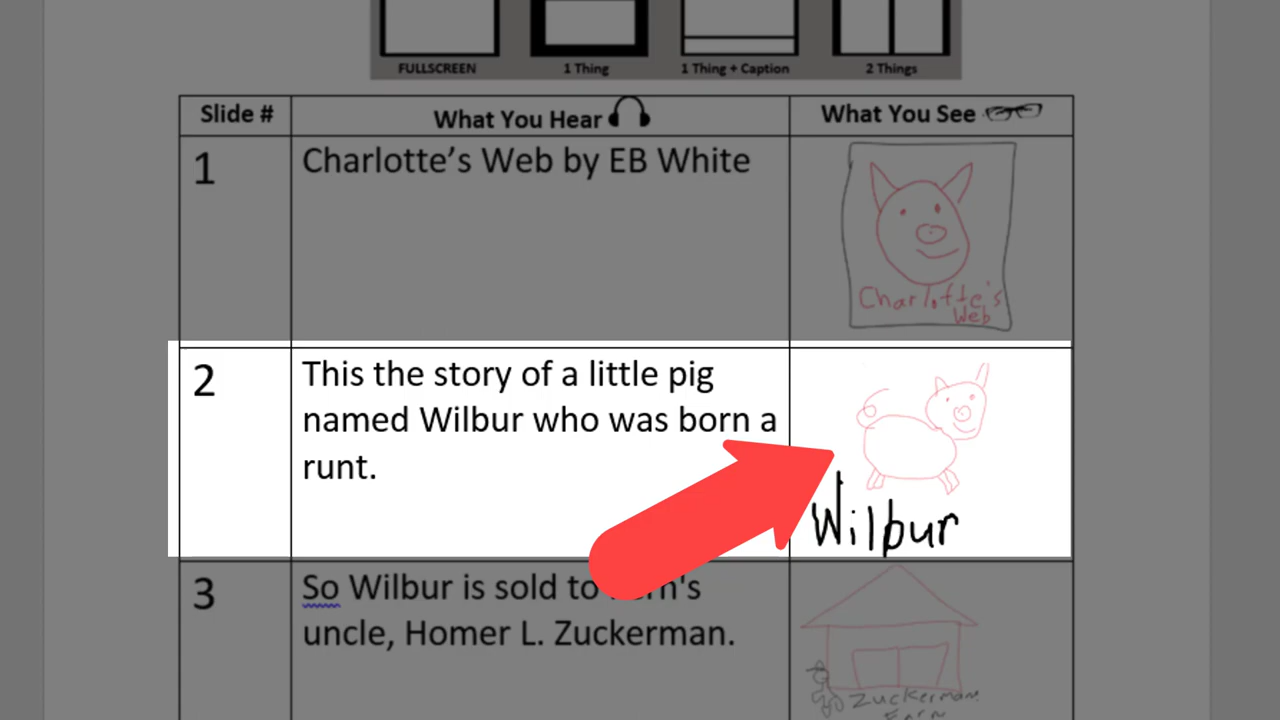 FULLSCREEN 1 Thing 1 Thing + Caption 2 Things
Slide # What You Hear What You See
1 Charlotte's Web by EB White
Charlotte's
Web
2 This the story of a little pig
named Wilbur who was born a
runt.
Wilbur
3 So Wilbur is sold to 's
uncle, Homer L. Zuckerman.
Zuckerman